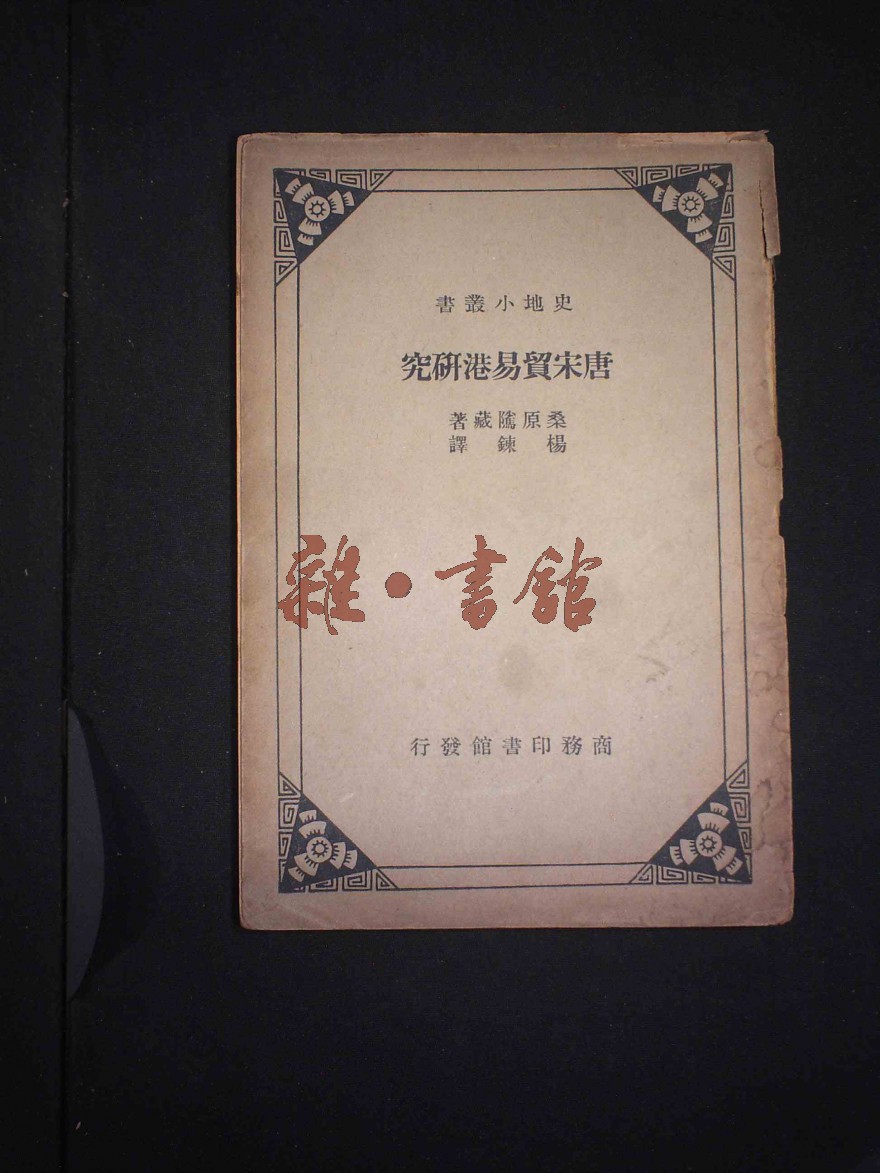 史地小叢書
唐宋貿易港研究
桑原隲藏著
楊鍊譯
雜·書館
商務印書館發行